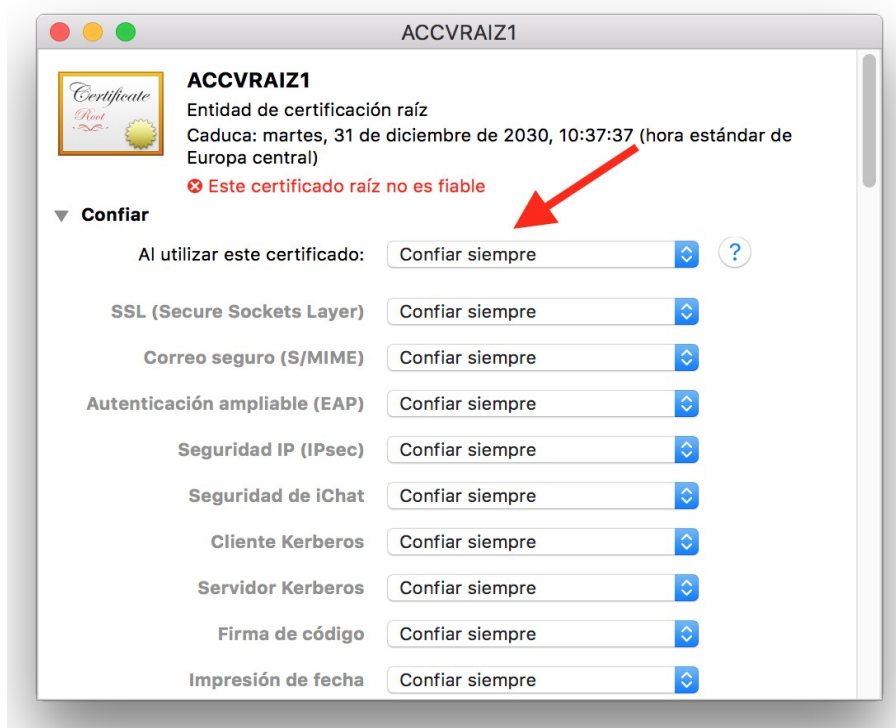 ACCVRAIZ1
Certificate
Root
ACCVRAIZ1
Entidad de certificación raíz
Caduca: martes, 31 de diciembre de 2030, 10:37:37 (hora estándar de
Europa central)
Este certificado raíz no es fiable
Confiar
Al utilizar este certificado: Confiar siempre ?
SSL (Secure Sockets Layer) Confiar siempre
Correo seguro (S/MIME) Confiar siempre
Autenticación ampliable (EAP) Confiar siempre
Seguridad IP (IPsec) Confiar siempre
Seguridad de iChat Confiar siempre
Cliente Kerberos Confiar siempre
Servidor Kerberos Confiar siempre
Firma de código Confiar siempre
Impresión de fecha Confiar siempre